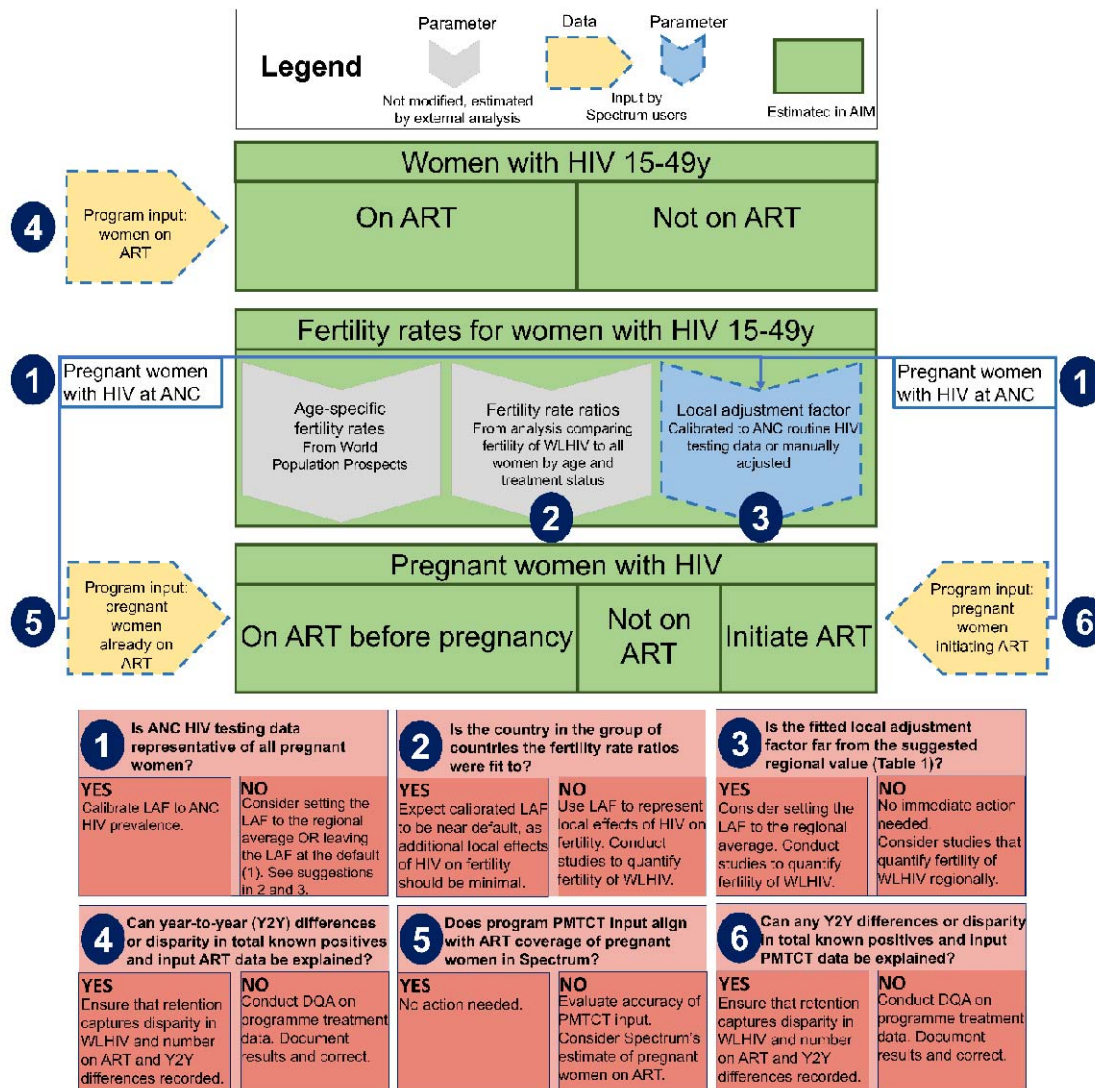 Legend
Parameter
Not modified, estimated
by external analysis
Data
Parameter
Input by
Spectrum users
Estimated in AIM
Women with HIV 15-49y
On ART
Not on ART
4
Program input:
women on
ART
Fertility rates for women with HIV 15-49y
1
Pregnant women
with HIV at ANC
Age-specific
fertility rates
From World
Population Prospects
Fertility rate ratios
From analysis comparing
fertility of WLHIV to all
women by age and
treatment status
2
Local adjustment factor
Calibrated to ANC routine HIV
testing data or manually
adjusted
3
Pregnant women
with HIV at ANC
1
Pregnant women with HIV
5
Program input:
pregnant
women
already on
ART
On ART before pregnancy
Not on
ART
Initiate ART
Program input:
pregnant
women
Initiating ART
6
1
Is ANC HIV testing data
representative of all pregnant
women?
YES
Calibrate LAF to ANC
HIV prevalence.
NO
Consider setting the
LAF to the regional
average OR leaving
the LAF at the default
(1). See suggestions
in 2 and 3.
2
Is the country in the group of
countries the fertility rate ratios
were fit to?
YES
Expect calibrated LAF
to be near default, as
additional local effects
of HIV on fertility
should be minimal.
NO
Use LAF to represent
local effects of HIV on
fertility. Conduct
studies to quantify
fertility of WLHIV.
3
Is the fitted local adjustment
factor far from the suggested
regional value (Table 1)?
YES
Consider setting the
LAF to the regional
average. Conduct
studies to quantify
fertility of WLHIV.
NO
No immediate action
needed.
Consider studies that
quantify fertility of
WLHIV regionally.
4
Can year-to-year (Y2Y) differences
or disparity in total known positives
and input ART data be explained?
YES
Ensure that retention
captures disparity in
WLHIV and number
on ART and Y2Y
differences recorded.
NO
Conduct DQA on
programme treatment
data. Document
results and correct.
5
Does program PMTCT Input align
with ART coverage of pregnant
women in Spectrum?
YES
No action needed.
NO
Evaluate accuracy of
PMTCT input.
Consider Spectrum's
estimate of pregnant
women on ART.
6
Can any Y2Y differences or disparity
in total known positives and Input
PMTCT data be explained?
YES
Ensure that retention
captures disparity in
WLHIV and number
on ART and Y2Y
differences recorded.
NO
Conduct DQA on
programme treatment
data. Document
results and correct.